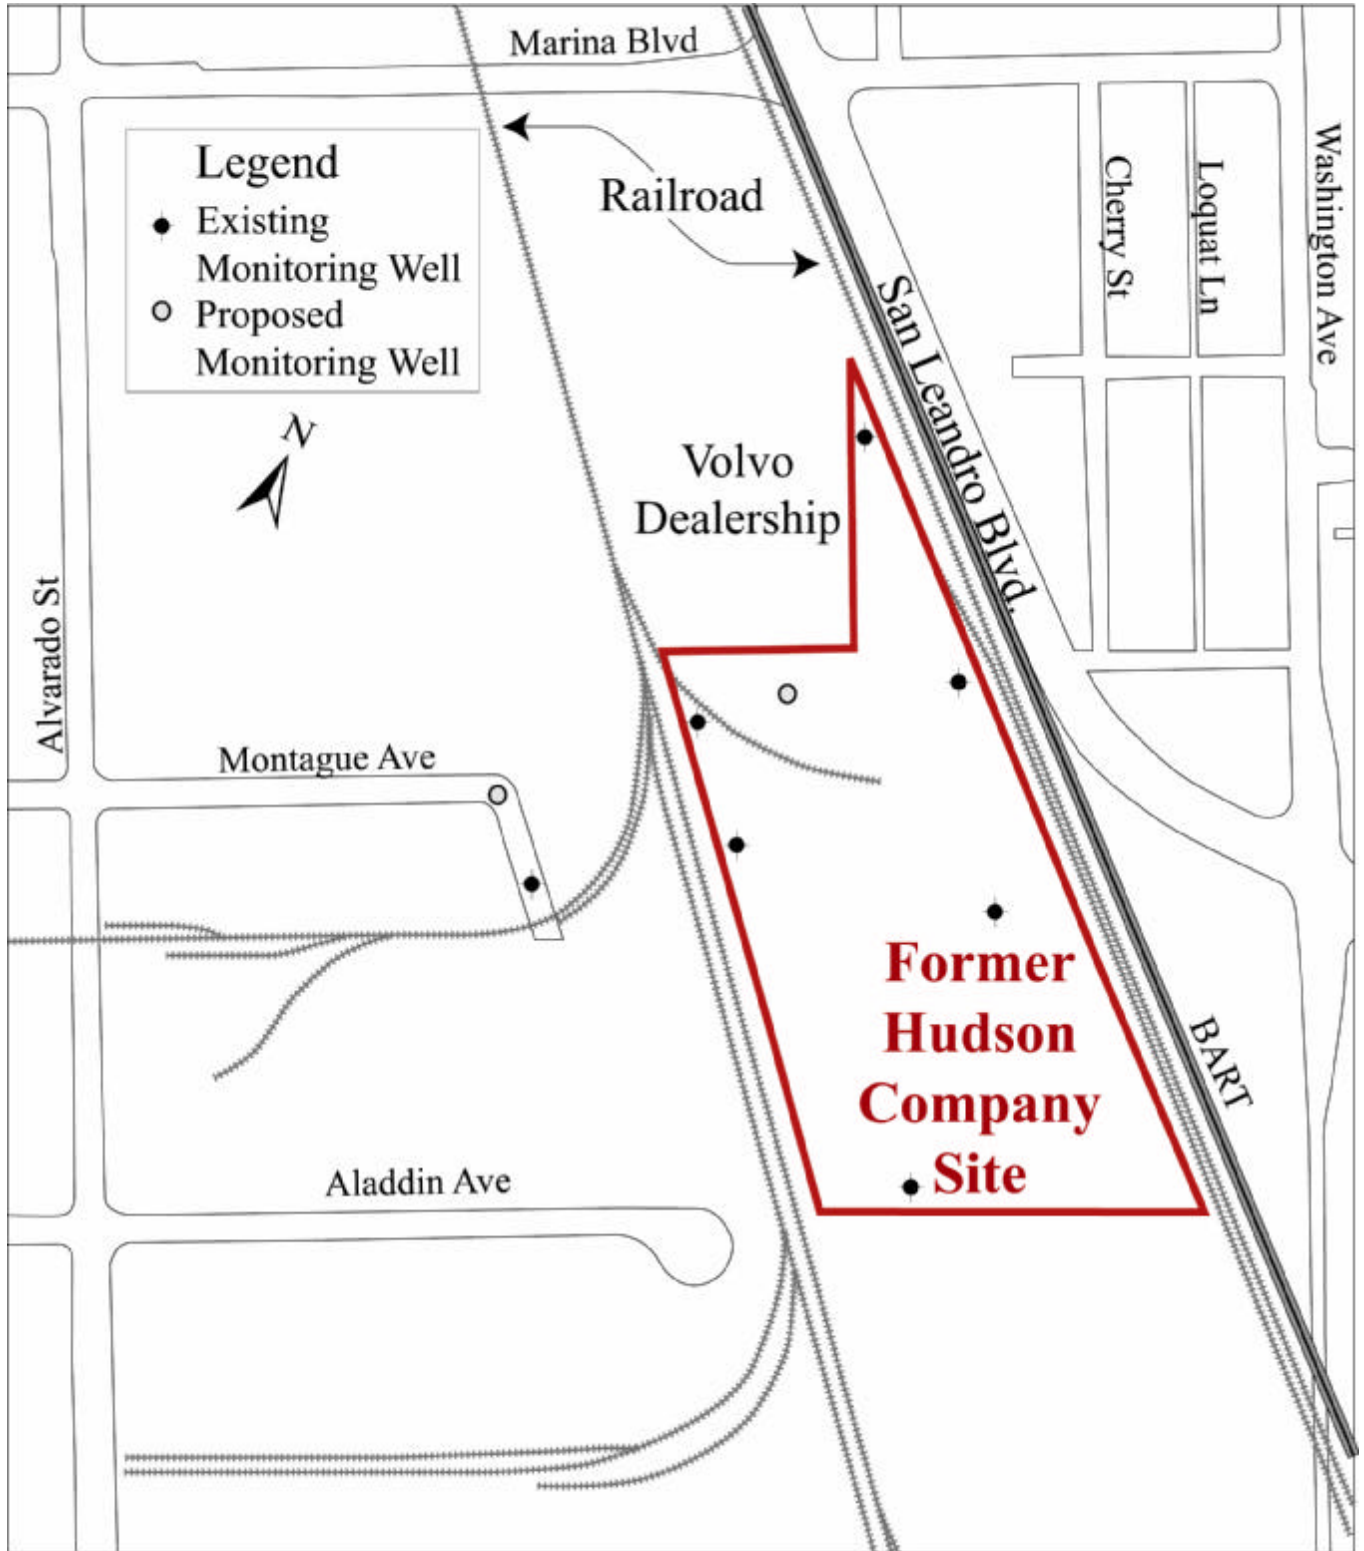 Marina Blvd
Legend
Existing
Monitoring Well
Proposed
Monitoring Well
Railroad
Cherry St
Loquat Ln
Washington Ave
San Leandro Blvd.
N
Volvo
Dealership
Alvarado St
Montague Ave
Former
Hudson
Company
Site
BART
Aladdin Ave